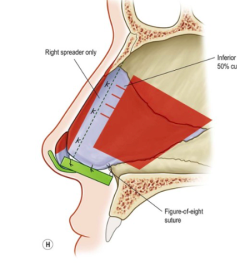 Right spreader only
Inferior
50% cu
Figure-of-eight
suture
H